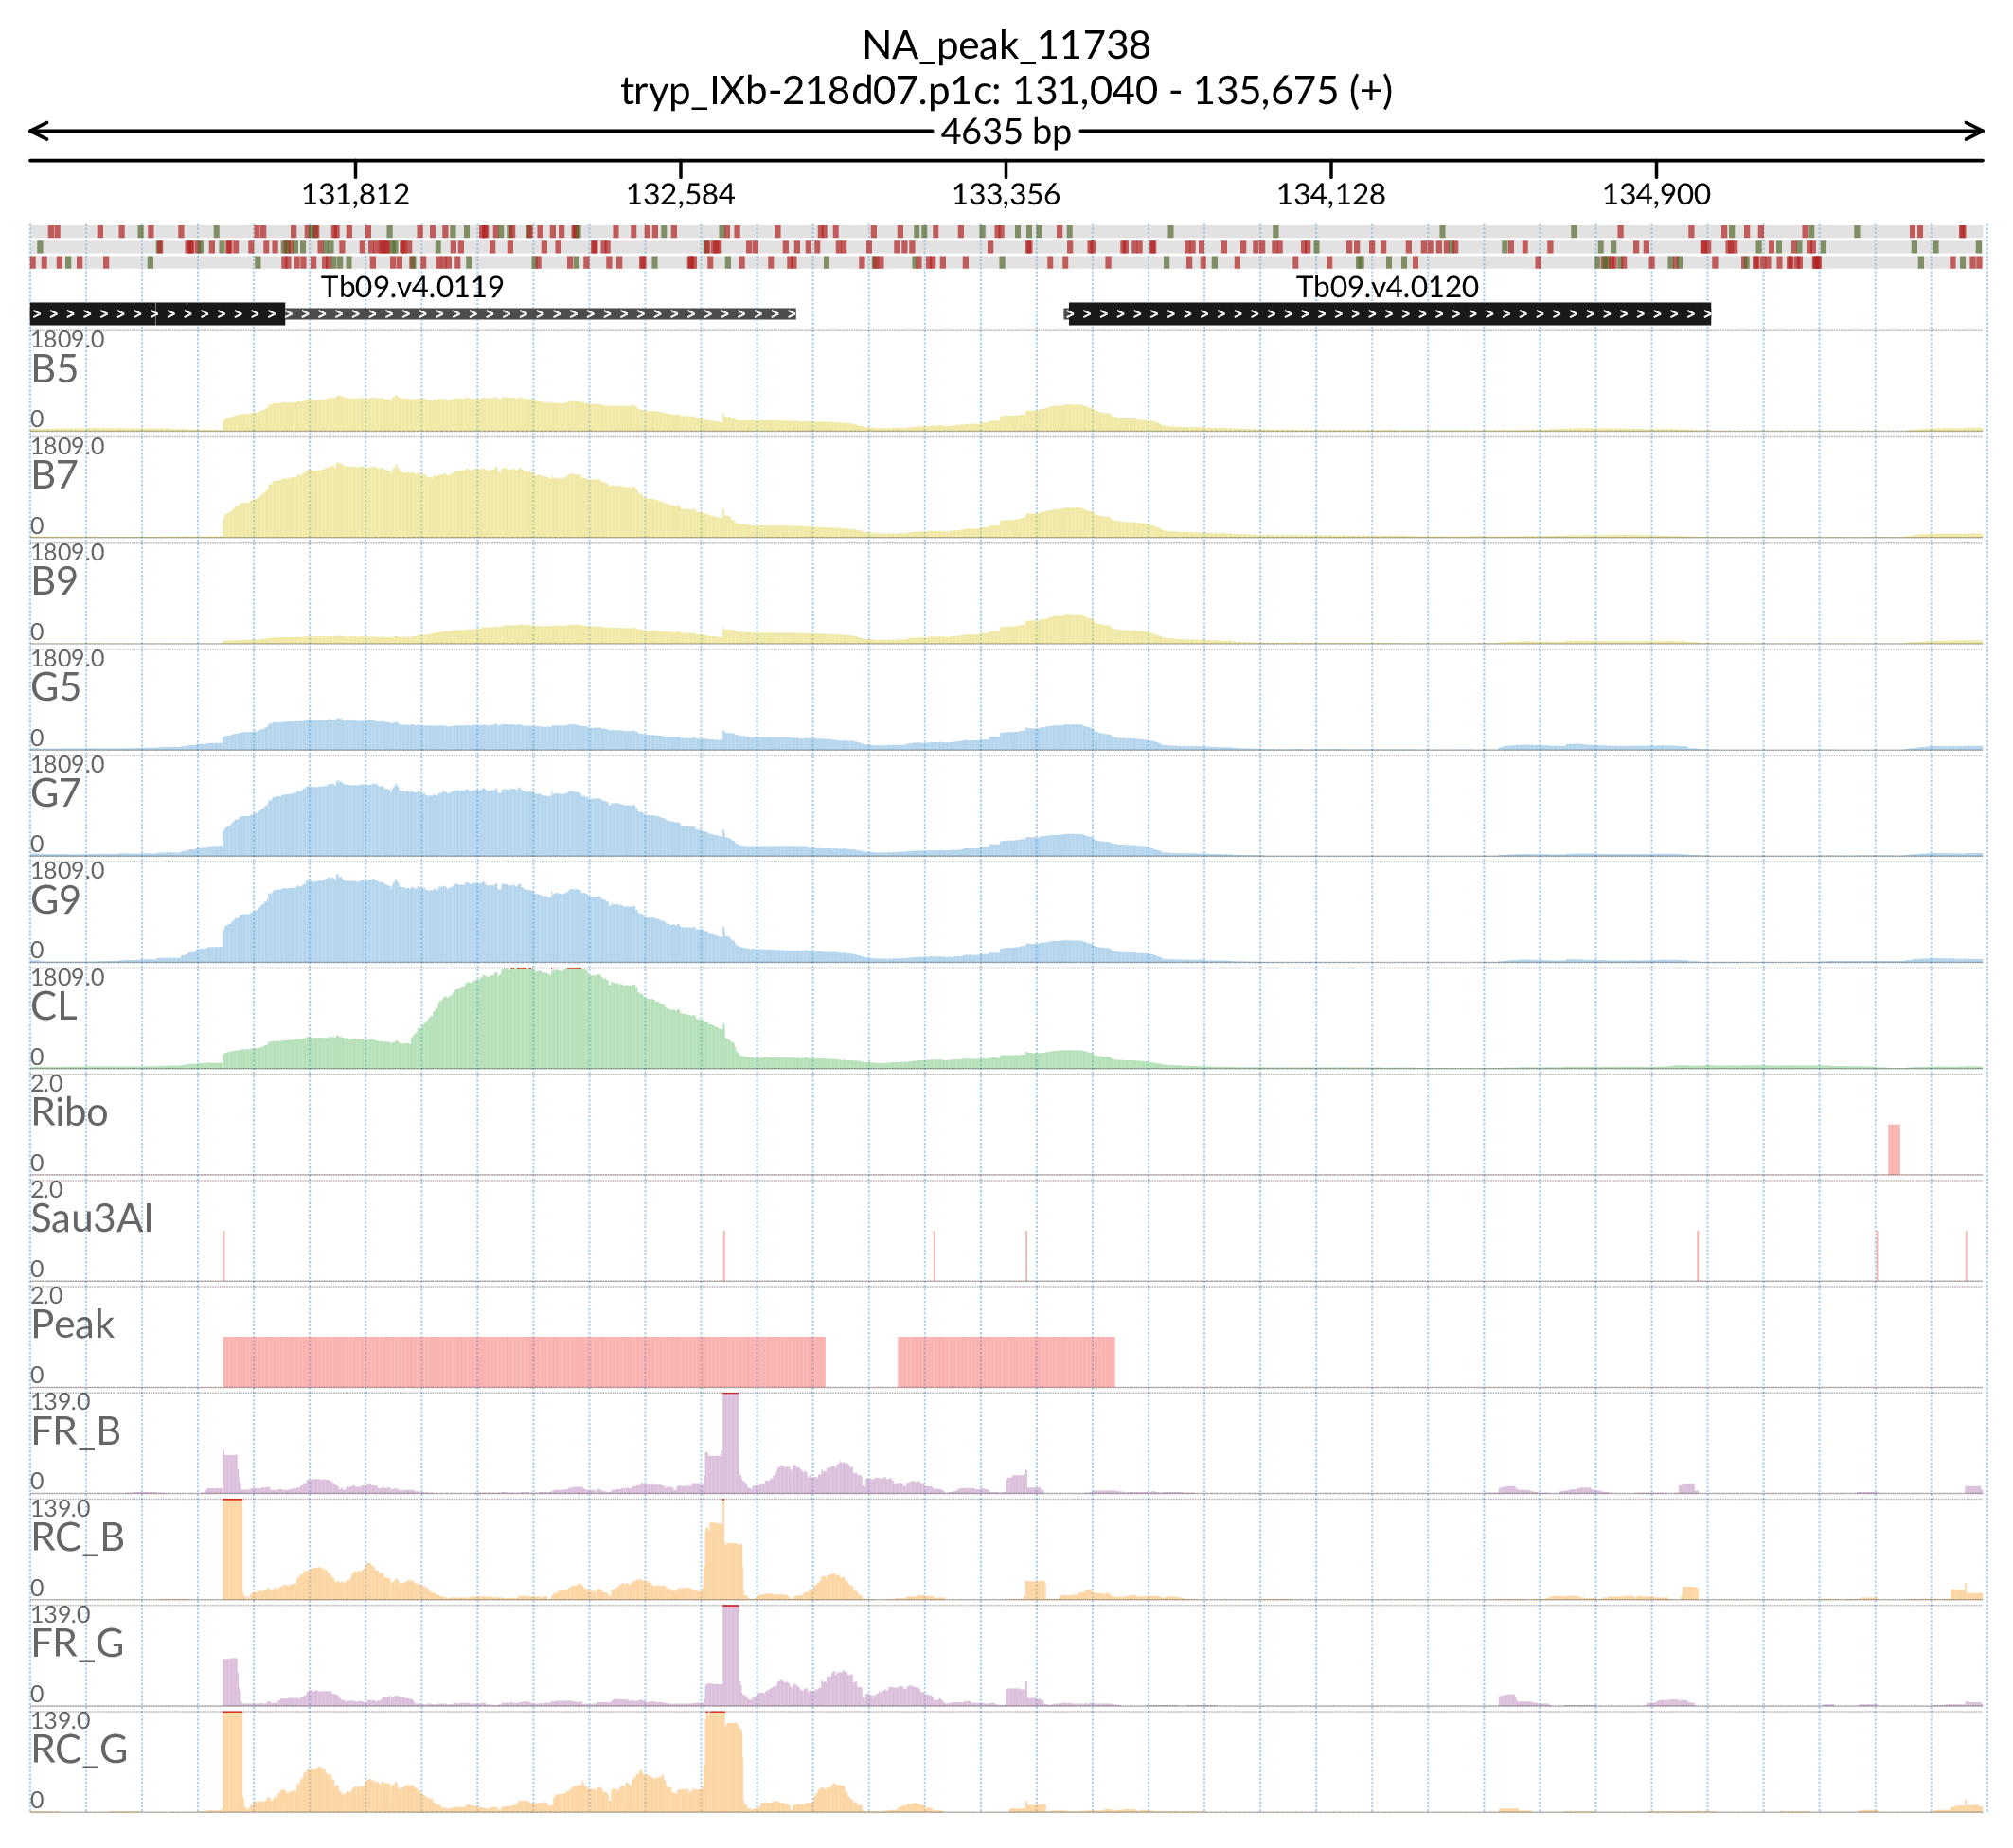 NA_peak_11738
tryp_IXb-218d07.p1c: 131,040 - 135,675 (+)
4635 bp
131,812 132,584 133,356 134,128 134,900
Tb09.v4.0119 Tb09.v4.0120
1809.0
B5
0
1809.0
B7
0
1809.0
B9
0
1809.0
G5
0
1809.0
G7
0
1809.0
G9
0
1809.0
CL
0
2.0
Ribo
0
2.0
Sau3AI
0
2.0
Peak
0
139.0
FR_B
0
139.0
RC_B
0
139.0
FR_G
0
139.0
RC_G
0